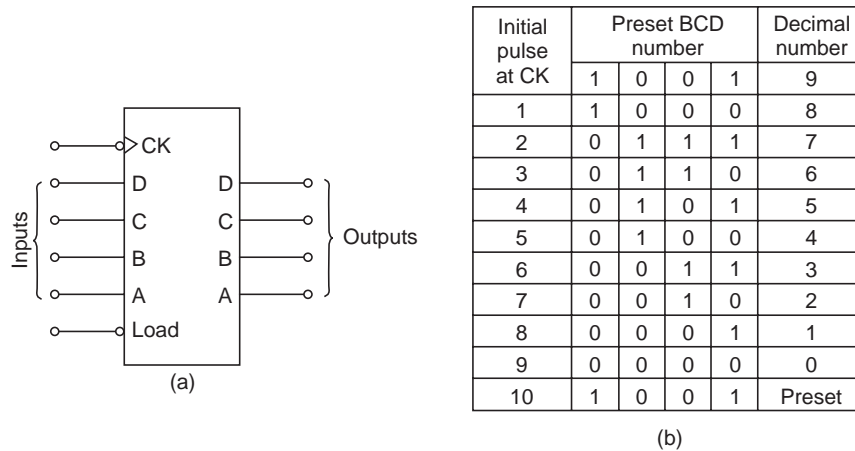 CK
D D
C C
B B
A A
Load
Inputs
Outputs
(a)
Initial pulse at CK Preset BCD number Decimal number
1 0 0 1 9
1 1 0 0 0 8
2 0 1 1 1 7
3 0 1 1 0 6
4 0 1 0 1 5
5 0 1 0 0 4
6 0 0 1 1 3
7 0 0 1 0 2
8 0 0 0 1 1
9 0 0 0 0 0
10 1 0 0 1 Preset
(b)